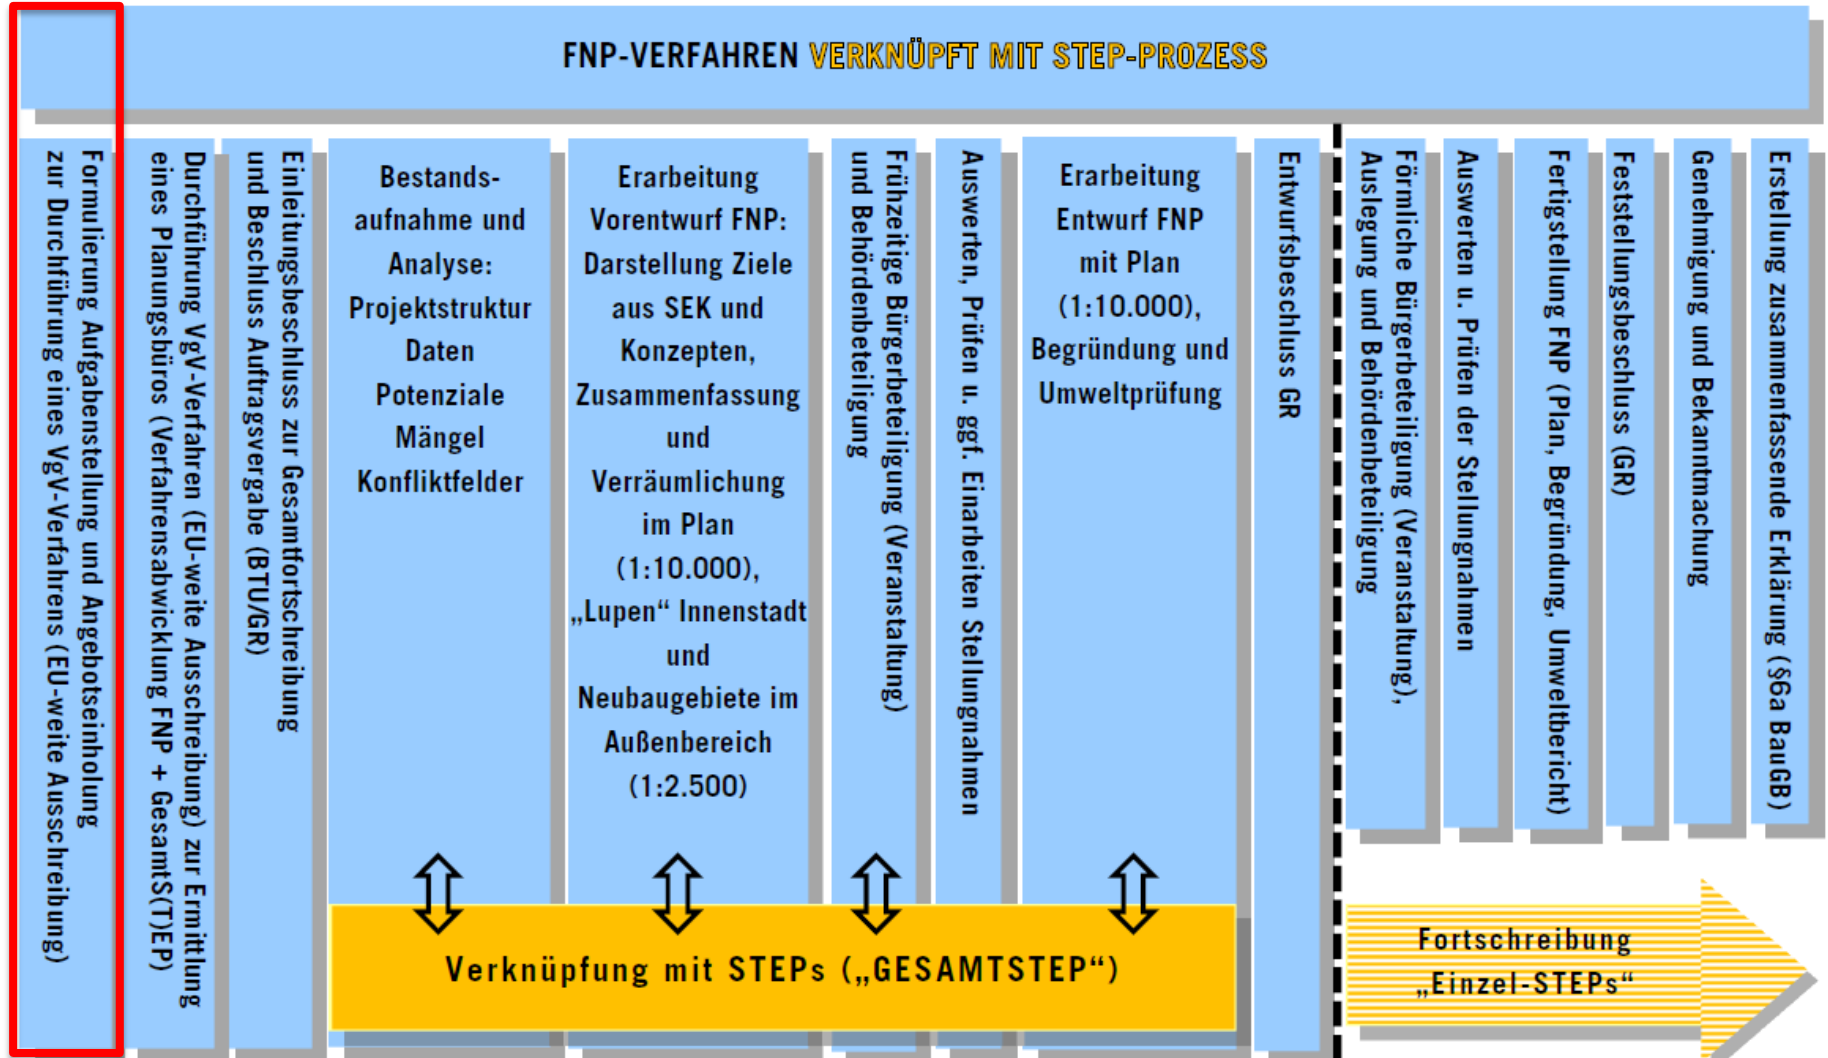 FNP-VERFAHREN VERKNÜPFT MIT STEP-PROZESS
Formulierung Aufgabenstellung und Angebotseinholung
zur Durchführung eines VgV-Verfahrens (EU-weite Ausschreibung)
Durchführung VgV-Verfahren (EU-weite Ausschreibung) zur Ermittlung
eines Planungsbüros (Verfahrensabwicklung FNP + GesamtS(T)EP)
Einleitungsbeschluss zur Gesamtfortschreibung
und Beschluss Auftragsvergabe (BTU/GR)
Bestands-
aufnahme und
Analyse:
Projektstruktur
Daten
Potenziale
Mängel
Konfliktfelder
Erarbeitung
Vorentwurf FNP:
Darstellung Ziele
aus SEK und
Konzepten,
Zusammenfassung
und
Verräumlichung
im Plan
(1:10.000),
„Lupen“ Innenstadt
und
Neubaugebiete im
Außenbereich
(1:2.500)
Frühzeitige Bürgerbeteiligung (Veranstaltung)
und Behördenbeteiligung
Auswerten, Prüfen u. ggf. Einarbeiten Stellungnahmen
Erarbeitung
Entwurf FNP
mit Plan
(1:10.000),
Begründung und
Umweltprüfung
Entwurfsbeschluss GR
Förmliche Bürgerbeteiligung (Veranstaltung),
Auslegung und Behördenbeteiligung
Auswerten u. Prüfen der Stellungnahmen
Fertigstellung FNP (Plan, Begründung, Umweltbericht)
Feststellungsbeschluss (GR)
Genehmigung und Bekanntmachung
Erstellung zusammenfassende Erklärung (§6a BauGB)
Verknüpfung mit STEPs („GESAMTSTEP“)
Fortschreibung
„Einzel-STEPs“